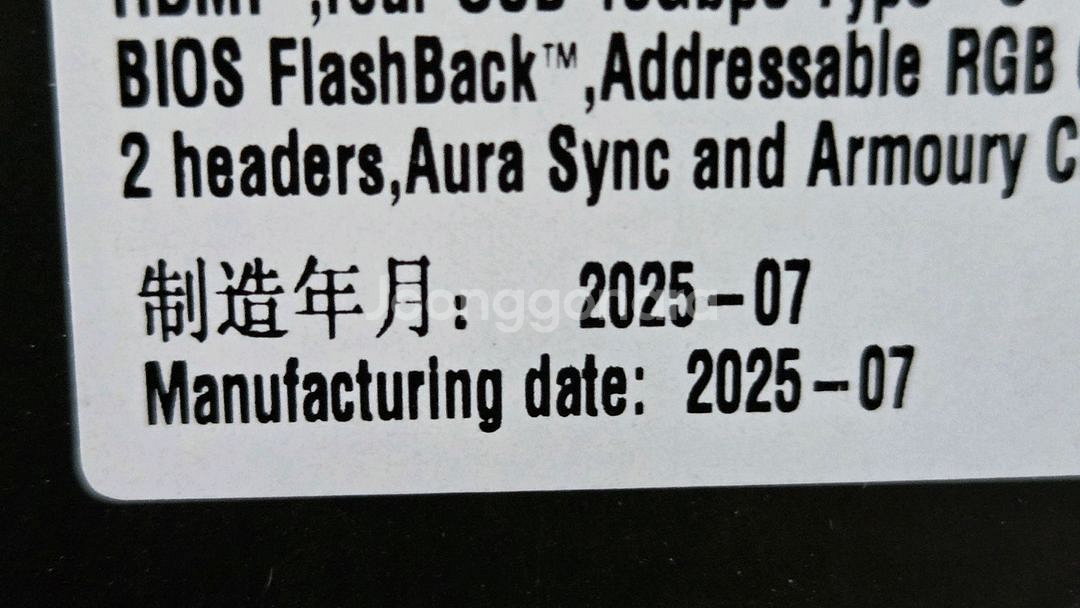 BIOS FlashBack™,Addressable RGB
2 headers,Aura Sync and Armoury C
制造年月: 2025-07
Manufacturing date: 2025-07
Joonggonara